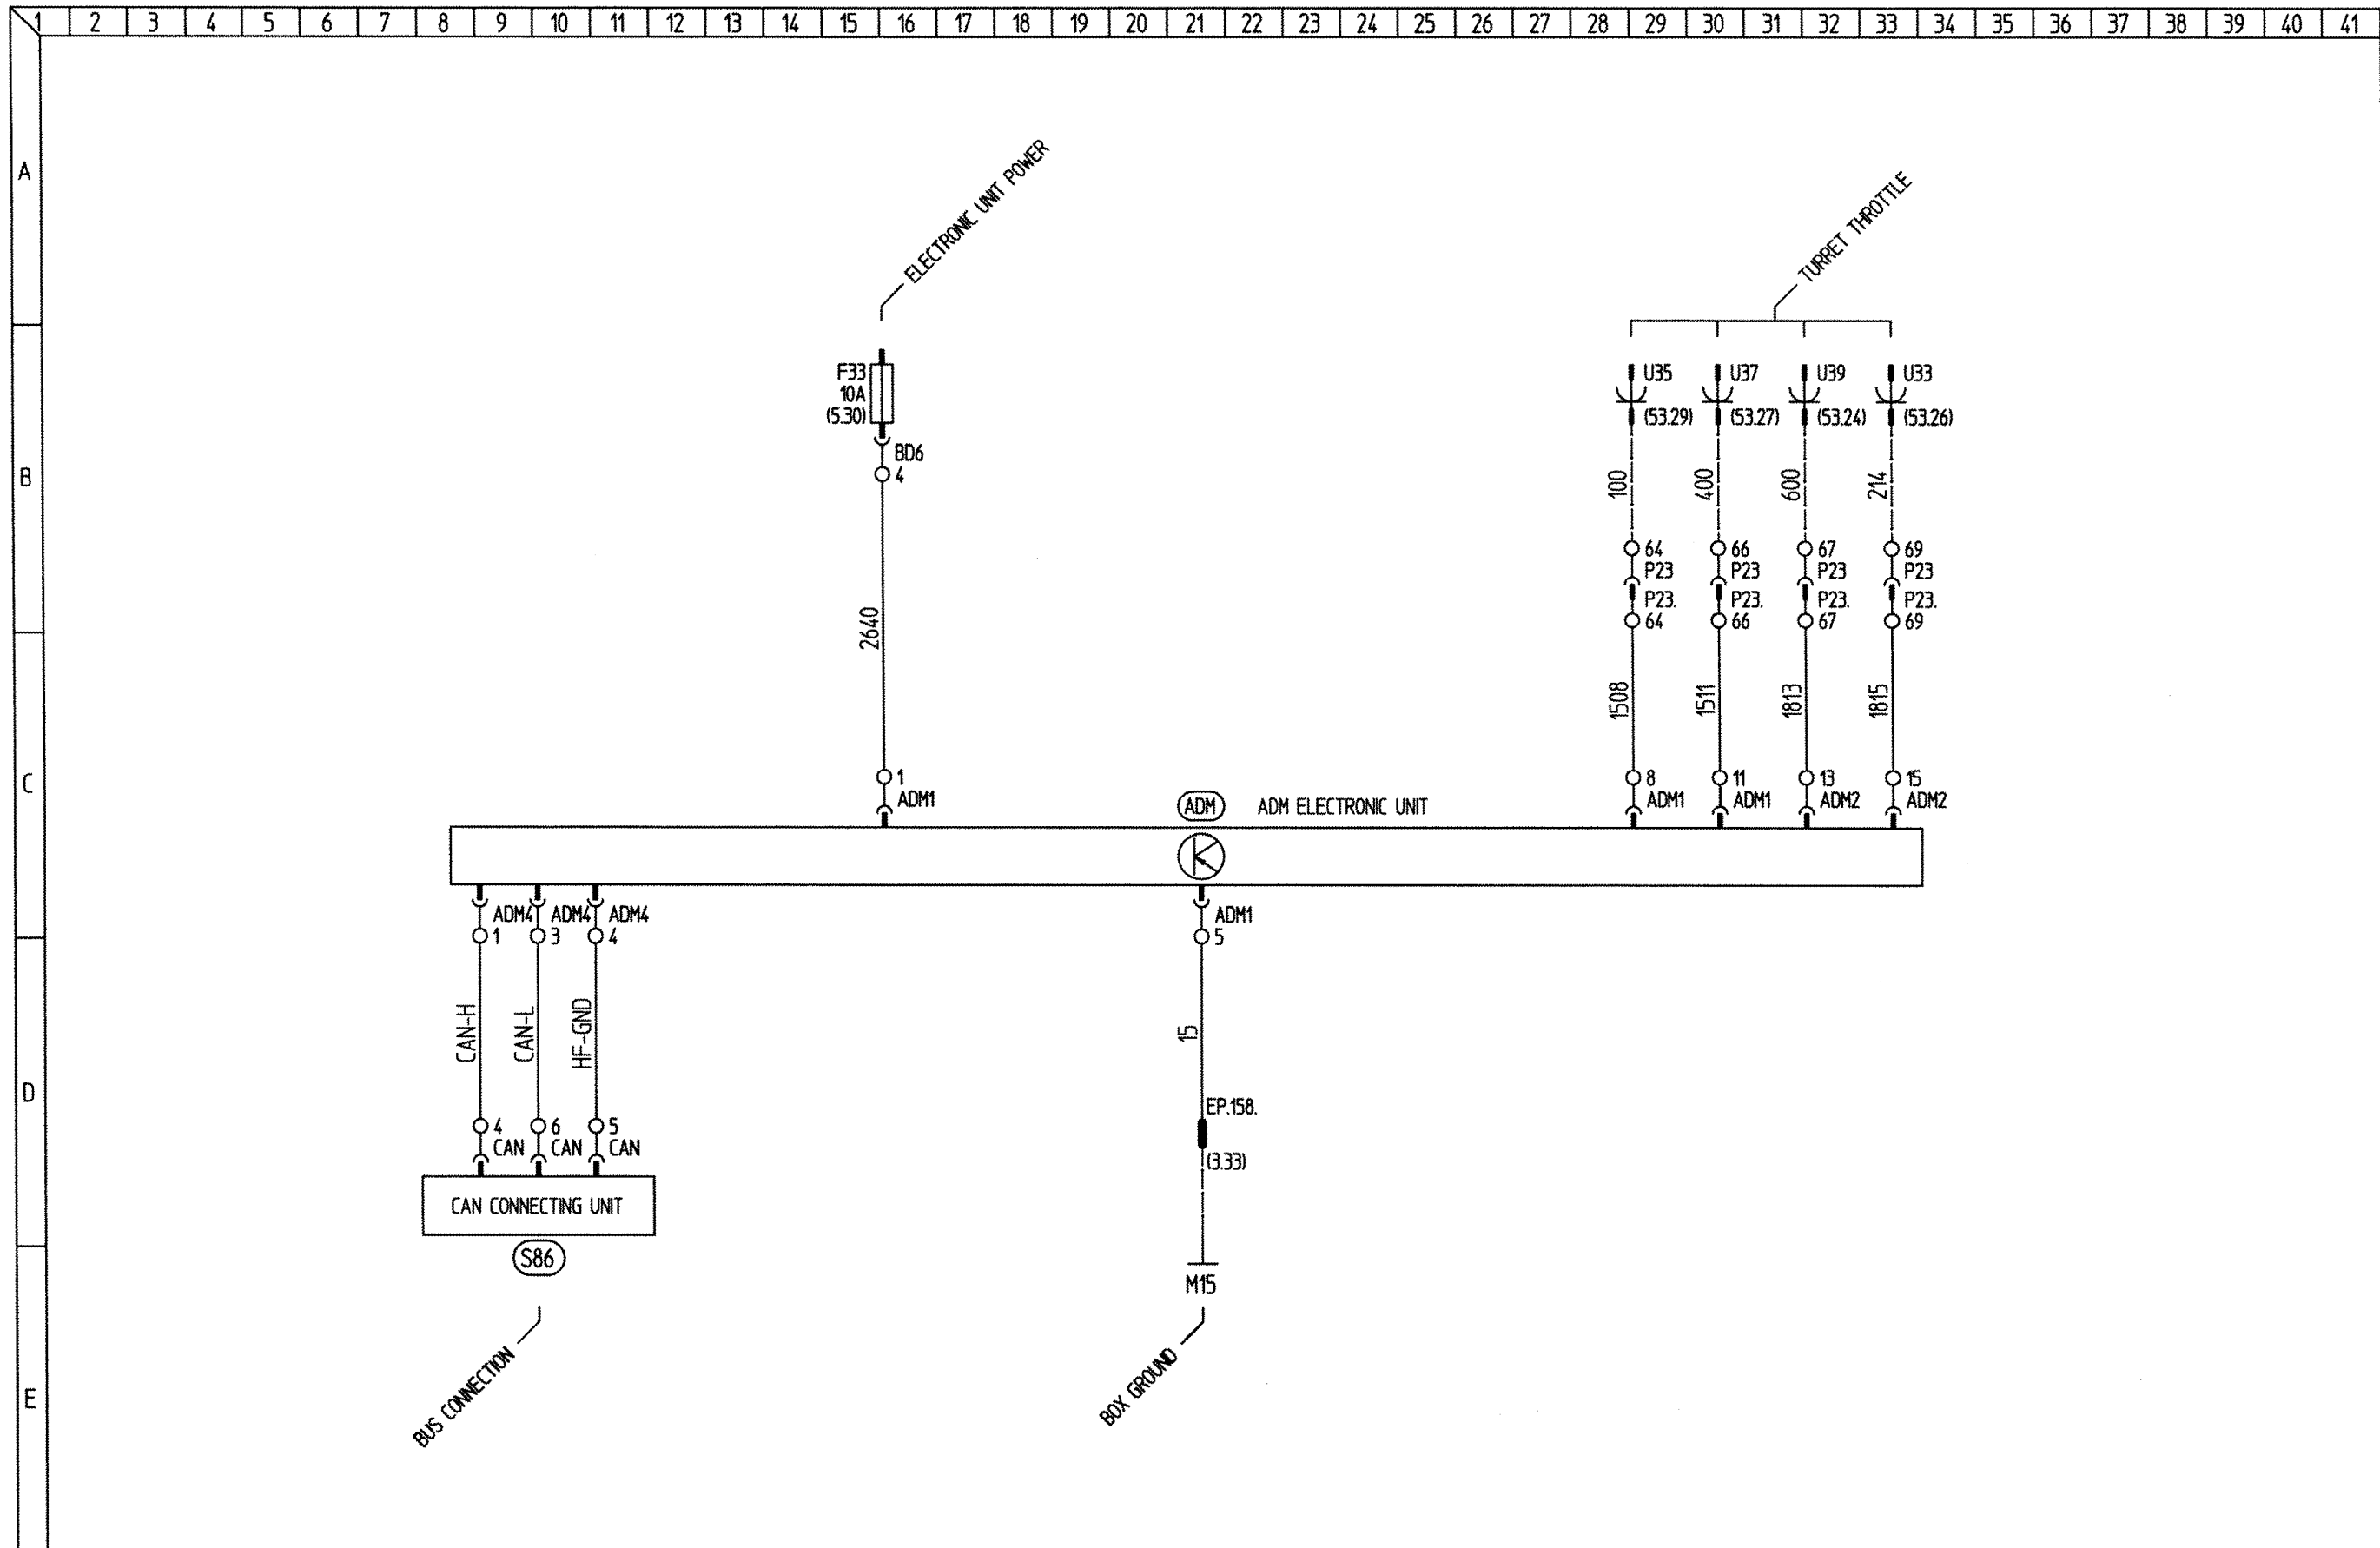 1 2 3 4 5 6 7 8 9 10 11 12 13 14 15 16 17 18 19 20 21 22 23 24 25 26 27 28 29 30 31 32 33 34 35 36 37 38 39 40 41
A
ELECTRONIC UNIT POWER
TURRET THROTTLE
F33
10A
(5.30)
U35 U37 U39 U33
(53.29) (53.27) (53.24) (53.26)
B
BD6
4
100 400 600 214
64 66 67 69
P23 P23 P23 P23
P23. P23. P23. P23.
64 66 67 69
2640
1508 1511 1813 1815
C
1
ADM1
8 11 13 15
ADM1 ADM1 ADM2 ADM2
ADM ADM ELECTRONIC UNIT
ADM4 ADM4 ADM4
1 3 4
ADM1
5
CAN-H CAN-L HF-GND
15
D
4 6 5
CAN CAN CAN
EP.158.
(3.33)
CAN CONNECTING UNIT
S86
M15
BUS CONNECTION
BOX GROUND
E